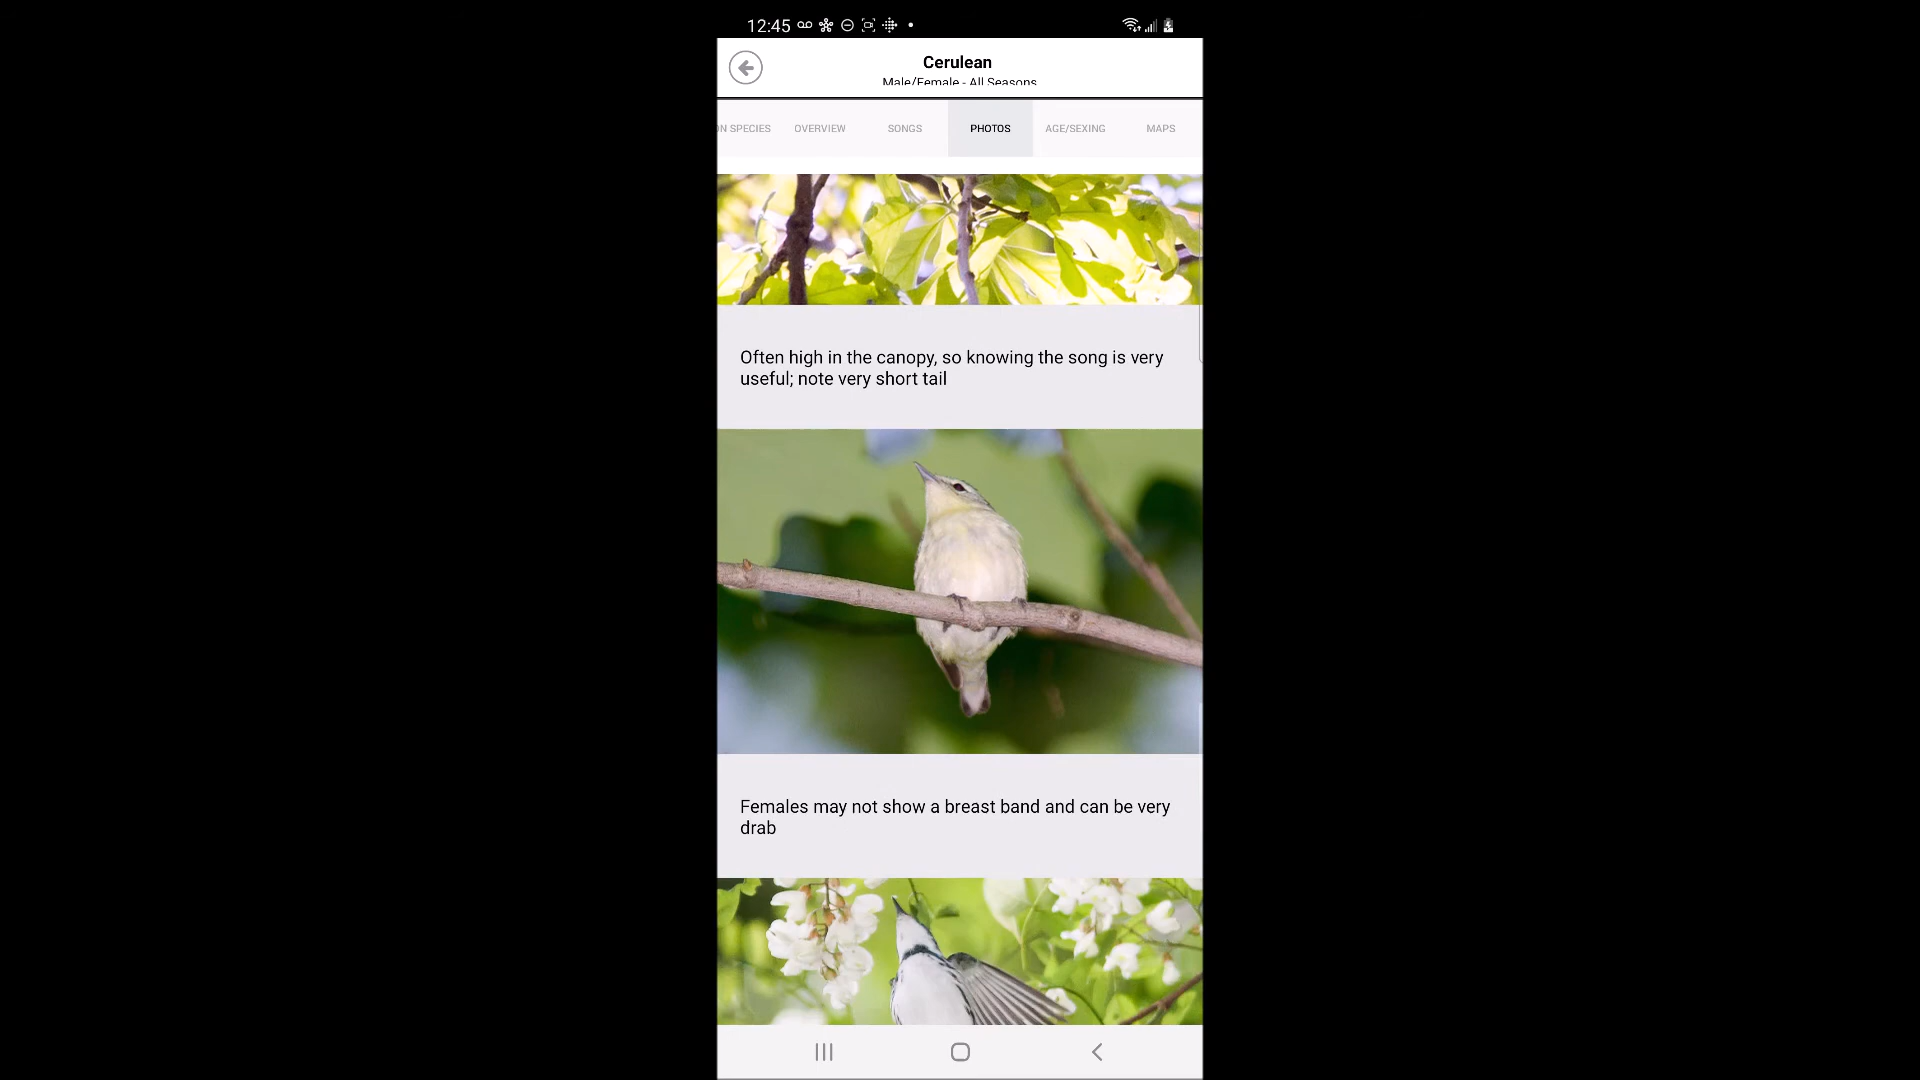 12:45
Cerulean
Male/Female - All Seasons
ON SPECIES OVERVIEW SONGS PHOTOS AGE/SEXING MAPS
Often high in the canopy, so knowing the song is very
useful; note very short tail
Females may not show a breast band and can be very
drab